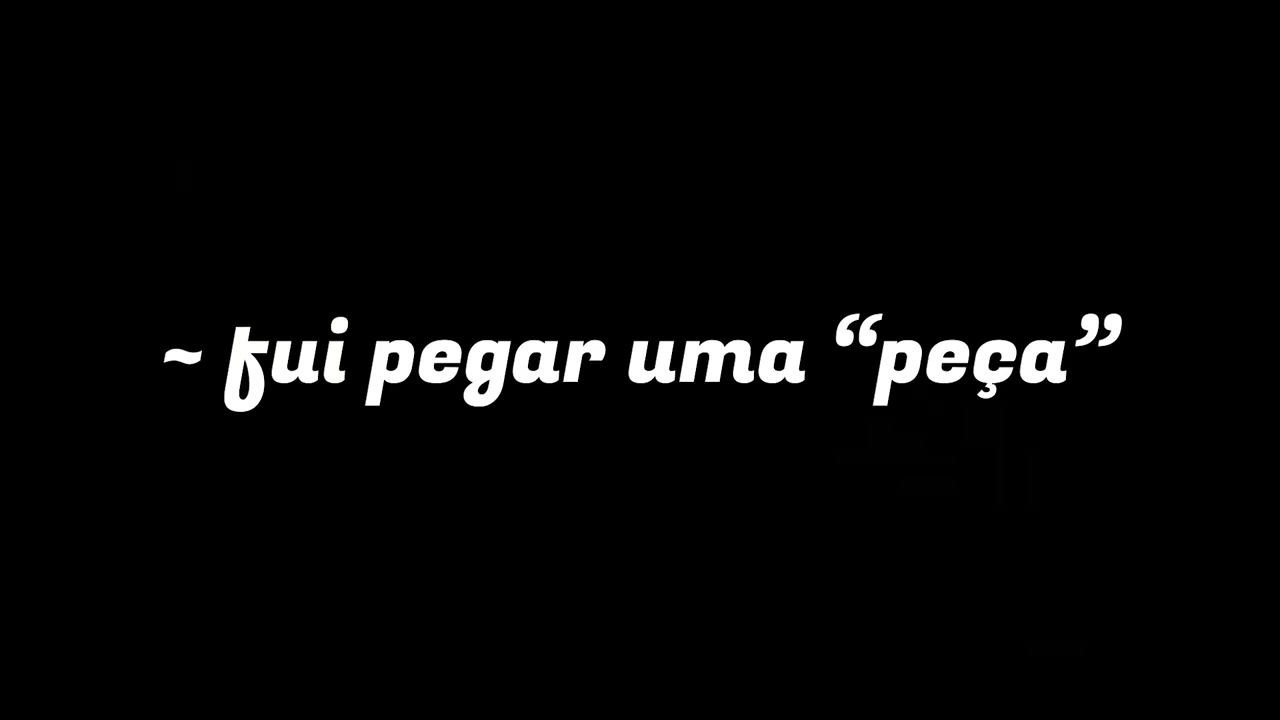 ~ fui pegar uma “peça”